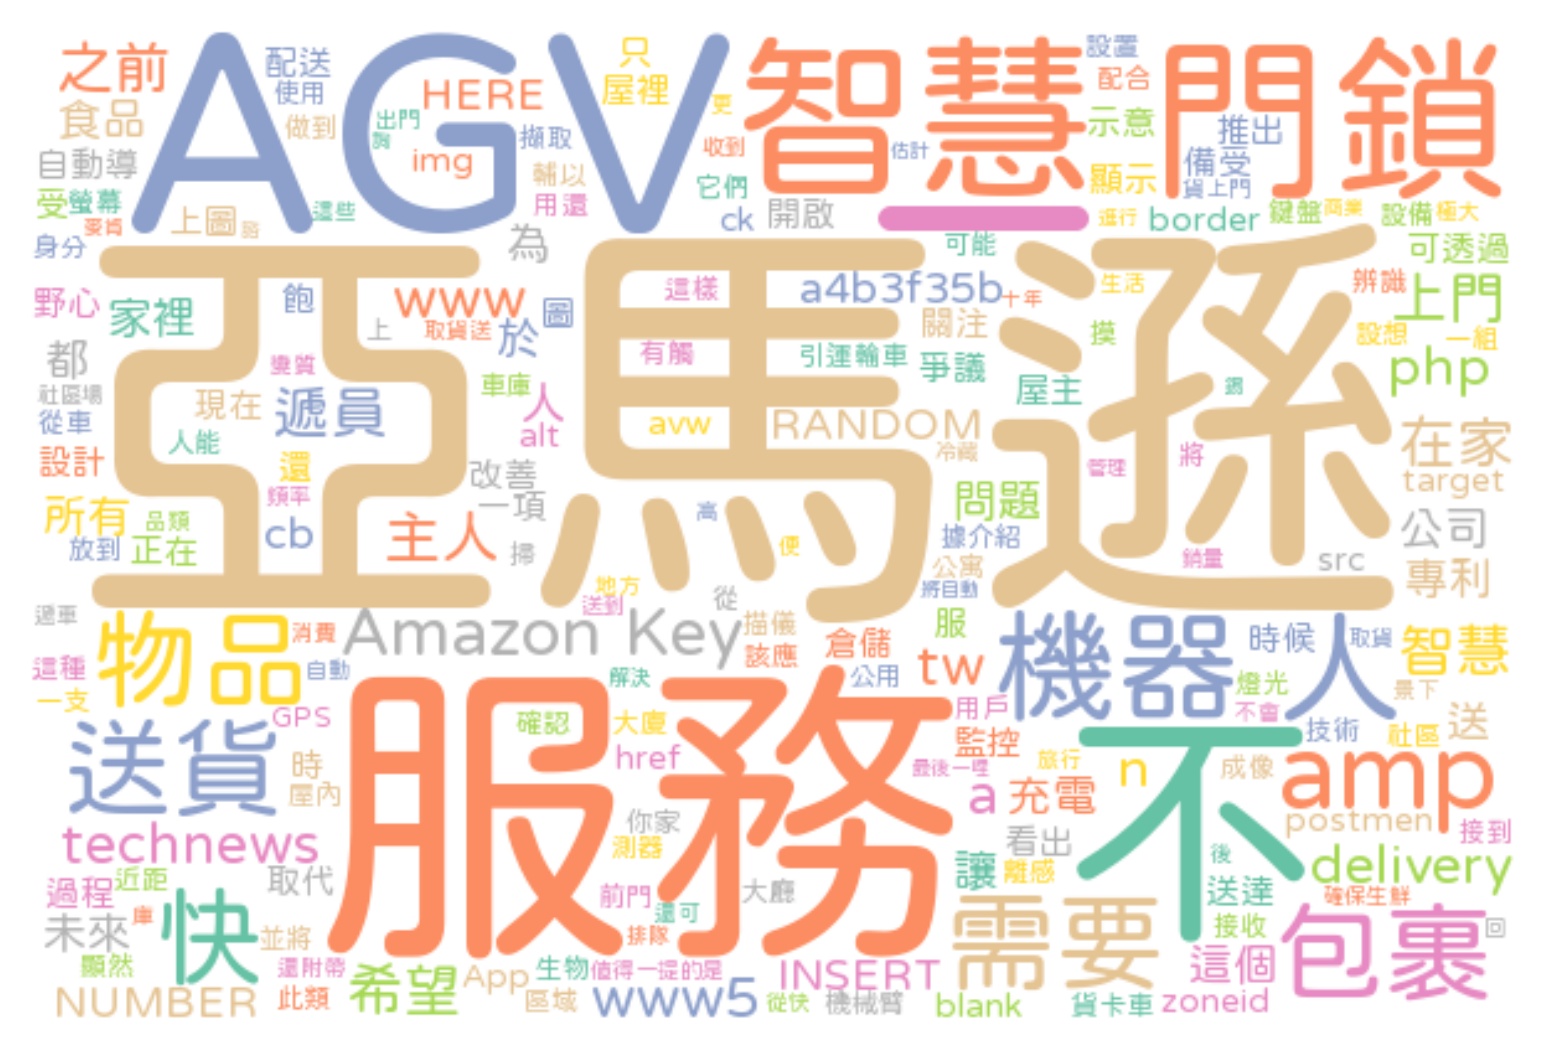 之前
配送
使用
食品
做到
自動導
受
螢幕
這些
身分
上圖
AGV
HERE
img
出門
擷取
輔以
用還
只
屋裡
更
收到
它們
ck
開啟
估計
智慧門鎖
設置
配合
示意
推出
備受
顯示
貨上門
一
進行
border
鍵盤
商業
設備
極大
可透過
野心
家裡
飽
上
www
取貨送
於
圖
為
亞馬遜
這樣
有觸
avw
a4b3f35b
十年
關注
引運輸車
爭議
可能
生活
摸
屋主
辨識
上門
設想
一組
php
都
社區場
從車
現在
遞員
人能
設計
還
頻率
所有
品類
放到
正在
cb
主人
車庫
人
alt
改善
一項
掃
RANDOM
冷藏
高
便
問題
據介紹
公寓
將自動
管理
將
銷量
src
在家
target
公司
專利
地方
送到
從
物品
消費
這種
一支
自動
Amazon Key
描儀
該應
倉儲
服
公用
tw
機器人
時候
取貨
智慧
燈光
不會
景下
技術
社區
送
GPS
送貨
時
屋內
服務
解決
確認
大廈
href
你家
測器
用戶
監控
最後一哩
旅行
a
充電
n
不
成像
amp
postmen
接到
technews
看出
讓
離感
後
送達
delivery
過程
近距
取代
前門
還可
大廳
排隊
未來
庫
快
並將
顯然
還附帶
需要
接收
這個
確保生鮮
包裹
回
NUMBER
此類
希望
App
生物
值得一提的是
區域
INSERT
www5
從快
機械臂
blank
貨卡車
zoneid